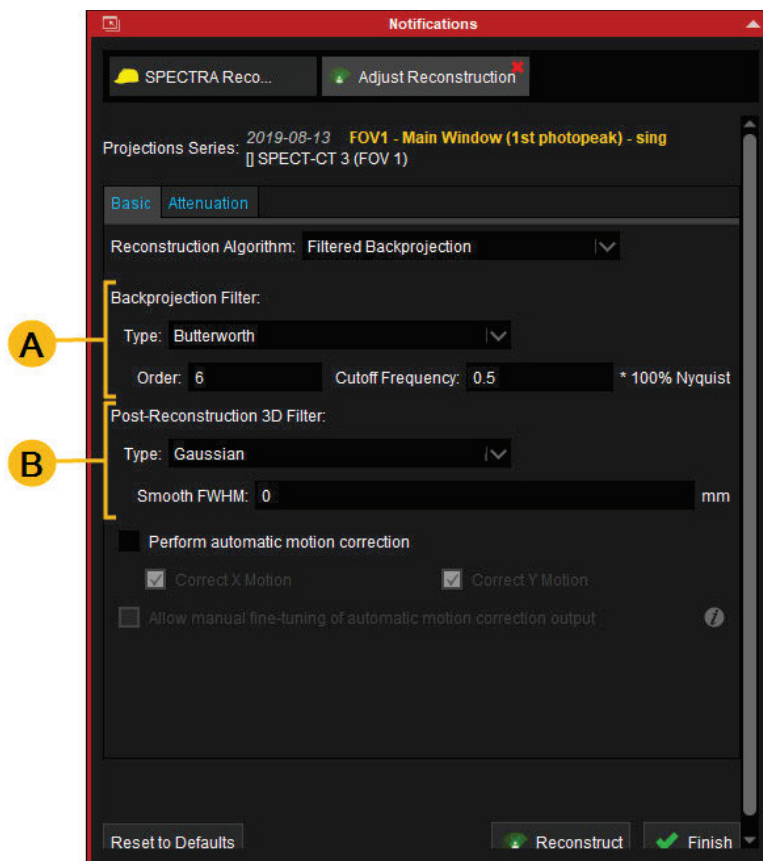 Notifications
SPECTRA Reco... Adjust Reconstruction
Projections Series: 2019-08-13 FOV1 - Main Window (1st photopeak) - sing
[] SPECT-CT 3 (FOV 1)
Basic Attenuation
Reconstruction Algorithm: Filtered Backprojection
A
Backprojection Filter:
Type: Butterworth
Order: 6 Cutoff Frequency: 0.5 * 100% Nyquist
B
Post-Reconstruction 3D Filter:
Type: Gaussian
Smooth FWHM: 0 mm
Perform automatic motion correction
Correct X Motion Correct Y Motion
Allow manual fine-tuning of automatic motion correction output i
Reset to Defaults Reconstruct Finish